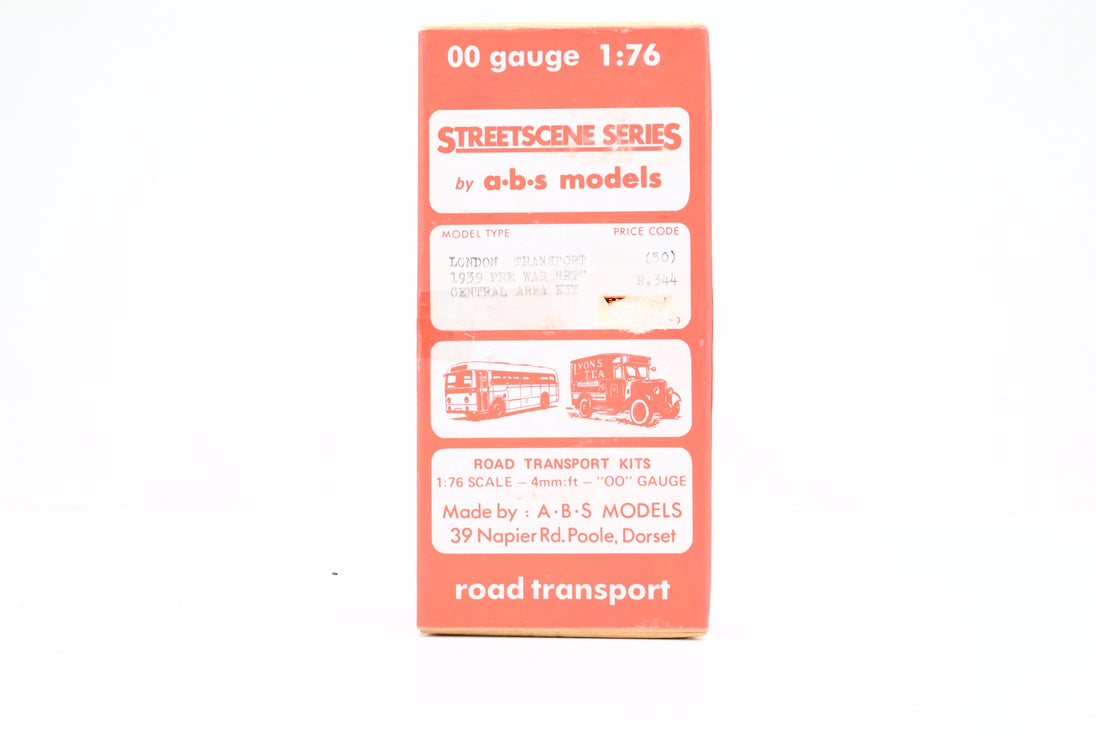 00 gauge 1:76
STREETSCENE SERIES
by a·b·s models
MODEL TYPE PRICE CODE
LONDON TRANSPORT (50)
1939 PRE WAR "RT" R.344
CENTRAL AREA KIT
LYONS
TEA
ROAD TRANSPORT KITS
1:76 SCALE – 4mm:ft – "OO" GAUGE
Made by : A·B·S MODELS
39 Napier Rd. Poole, Dorset
road transport